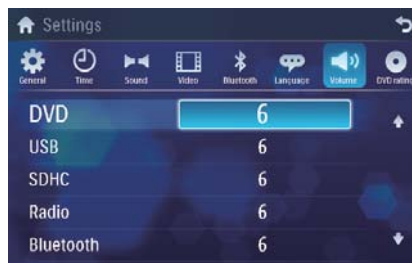 Settings
General Time Sound Video Bluetooth Language Volume DVD rating
DVD 6
USB 6
SDHC 6
Radio 6
Bluetooth 6